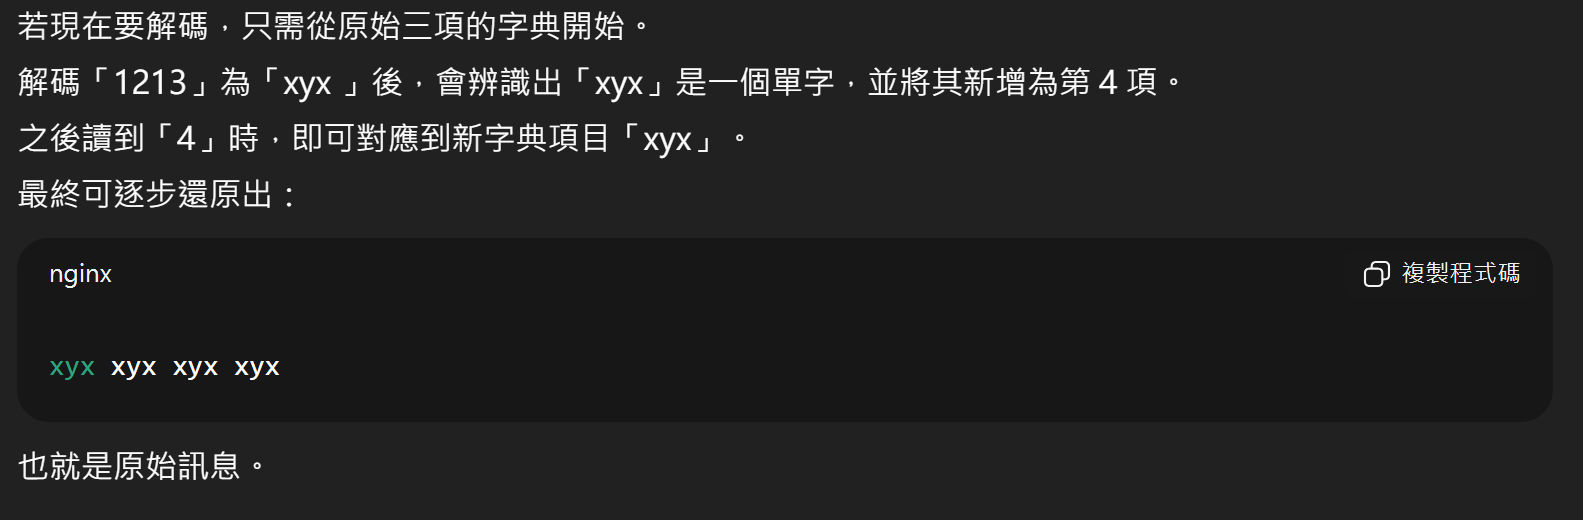 若現在要解碼，只需從原始三項的字典開始。
解碼「1213」為「xyx 」後，會辨識出「xyx」是一個單字，並將其新增為第 4 項。
之後讀到「4」時，即可對應到新字典項目「xyx」。
最終可逐步還原出：
nginx 複製程式碼
xyx xyx xyx xyx
也就是原始訊息。